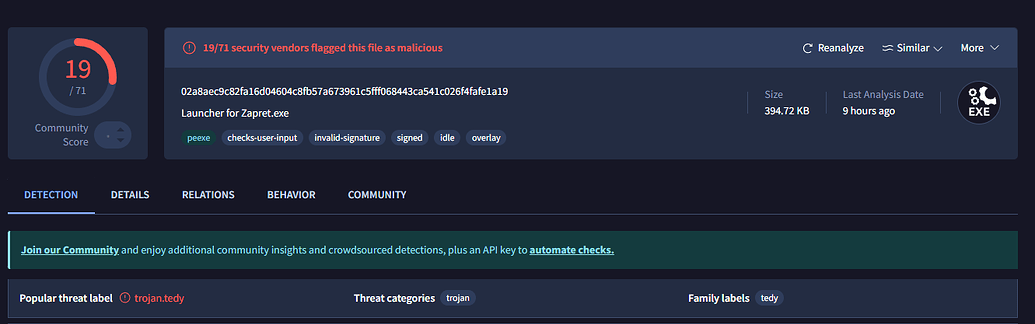 19
/ 71
Community
Score
19/71 security vendors flagged this file as malicious
Reanalyze
Similar
More
02a8aec9c82fa16d04604c8fb57a673961c5fff068443ca541c026f4fafe1a19
Launcher for Zapret.exe
Size
394.72 KB
Last Analysis Date
9 hours ago
EXE
peexe
checks-user-input
invalid-signature
signed
idle
overlay
DETECTION
DETAILS
RELATIONS
BEHAVIOR
COMMUNITY
Join our Community and enjoy additional community insights and crowdsourced detections, plus an API key to automate checks.
Popular threat label
trojan.tedy
Threat categories
trojan
Family labels
tedy